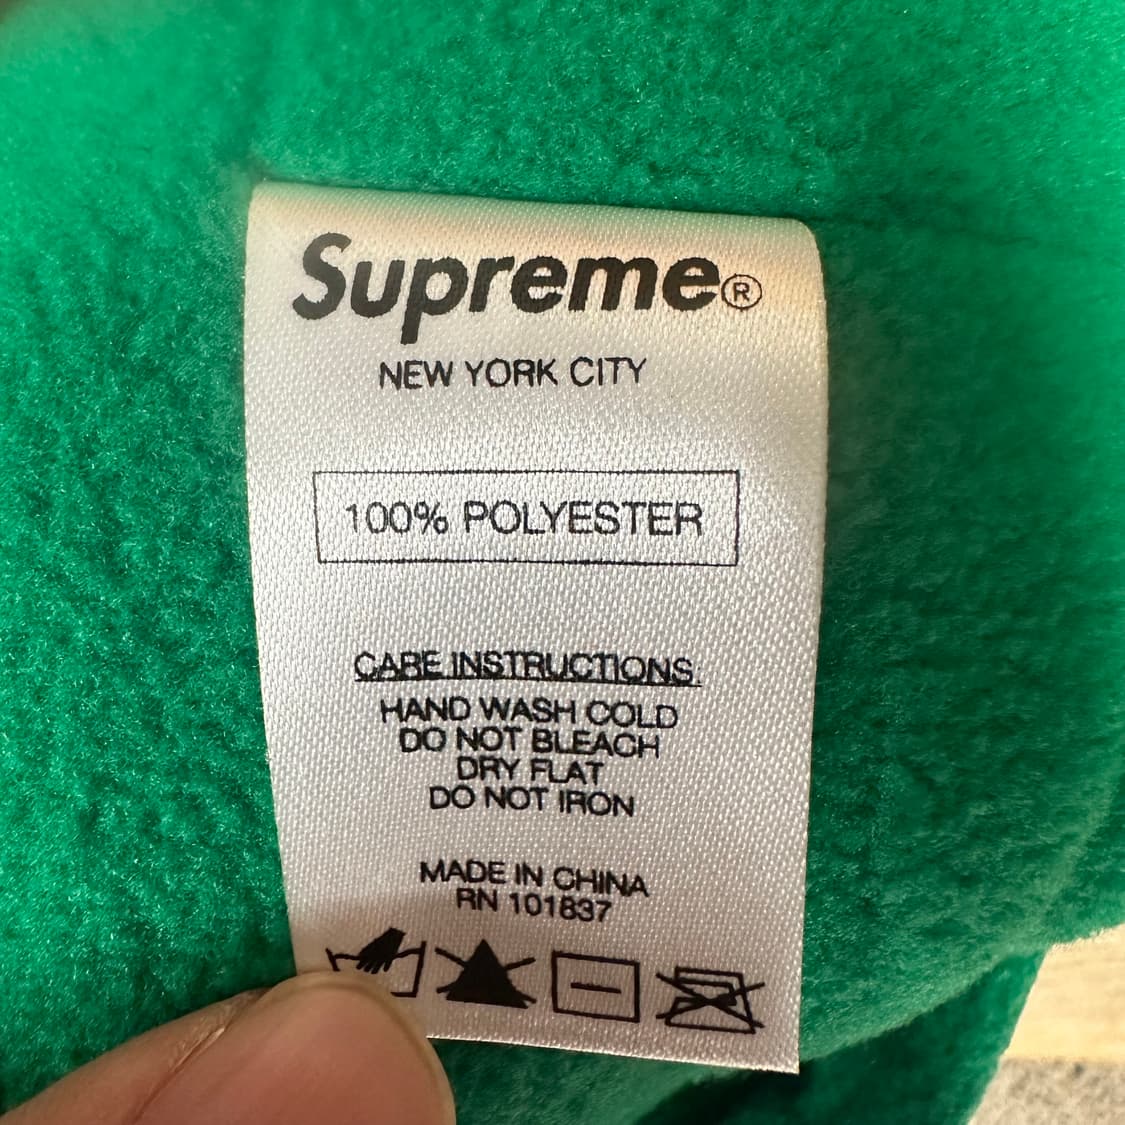 Supreme®
NEW YORK CITY
100% POLYESTER
CARE INSTRUCTIONS:
HAND WASH COLD
DO NOT BLEACH
DRY FLAT
DO NOT IRON
MADE IN CHINA
RN 101837